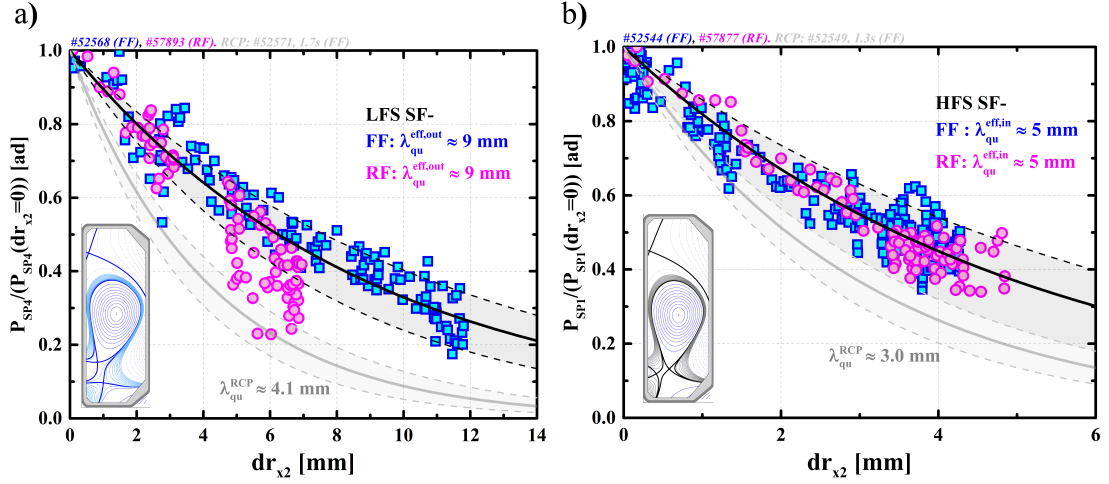 a)
#52568 (FF), #57893 (RF). RCP: #52571, 1.7s (FF)
P_SP4/(P_SP4(dr_x2=0)) [ad]
1.0
0.8
0.6
0.4
0.2
0.0
LFS SF-
FF : λ_qu^eff,out ≈ 9 mm
RF: λ_qu^eff,out ≈ 9 mm
λ_qu^RCP ≈ 4.1 mm
0 2 4 6 8 10 12 14
dr_x2 [mm]
b)
#52544 (FF), #57877 (RF). RCP: #52549, 1.3s (FF)
P_SP1/(P_SP1(dr_x2=0)) [ad]
1.0
0.8
0.6
0.4
0.2
0.0
HFS SF-
FF : λ_qu^eff,in ≈ 5 mm
RF: λ_qu^eff,in ≈ 5 mm
λ_qu^RCP ≈ 3.0 mm
0 2 4 6
dr_x2 [mm]